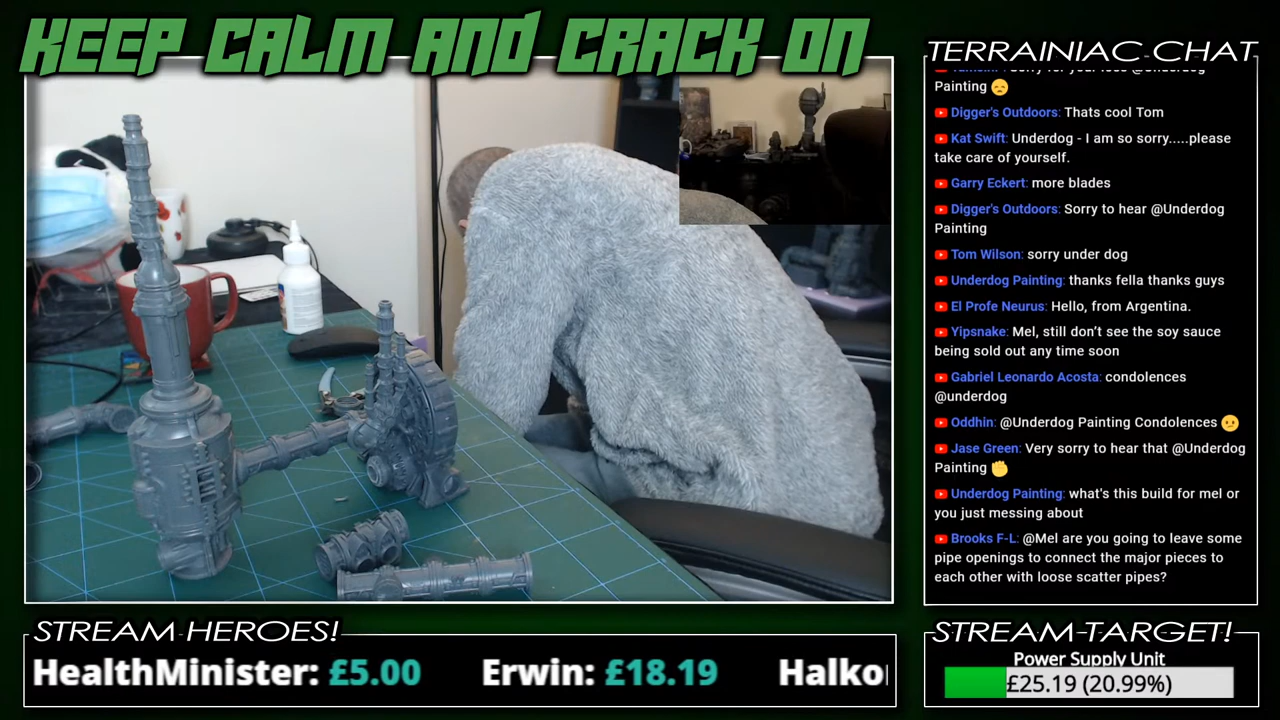 KEEP CALM AND CRACK ON
TERRAINIAC CHAT
Painting
Digger's Outdoors: Thats cool Tom
Kat Swift: Underdog - I am so sorry.....please
take care of yourself.
Garry Eckert: more blades
Digger's Outdoors: Sorry to hear @Underdog
Painting
Tom Wilson: sorry under dog
Underdog Painting: thanks fella thanks guys
El Profe Neurus: Hello, from Argentina.
Yipsnake: Mel, still don't see the soy sauce
being sold out any time soon
Gabriel Leonardo Acosta: condolences
@underdog
Oddhin: @Underdog Painting Condolences 😕
Jase Green: Very sorry to hear that @Underdog
Painting ✊
Underdog Painting: what's this build for mel or
you just messing about
Brooks F-L: @Mel are you going to leave some
pipe openings to connect the major pieces to
each other with loose scatter pipes?
STREAM HEROES!
HealthMinister: £5.00 Erwin: £18.19 Halko
STREAM TARGET!
Power Supply Unit
£25.19 (20.99%)